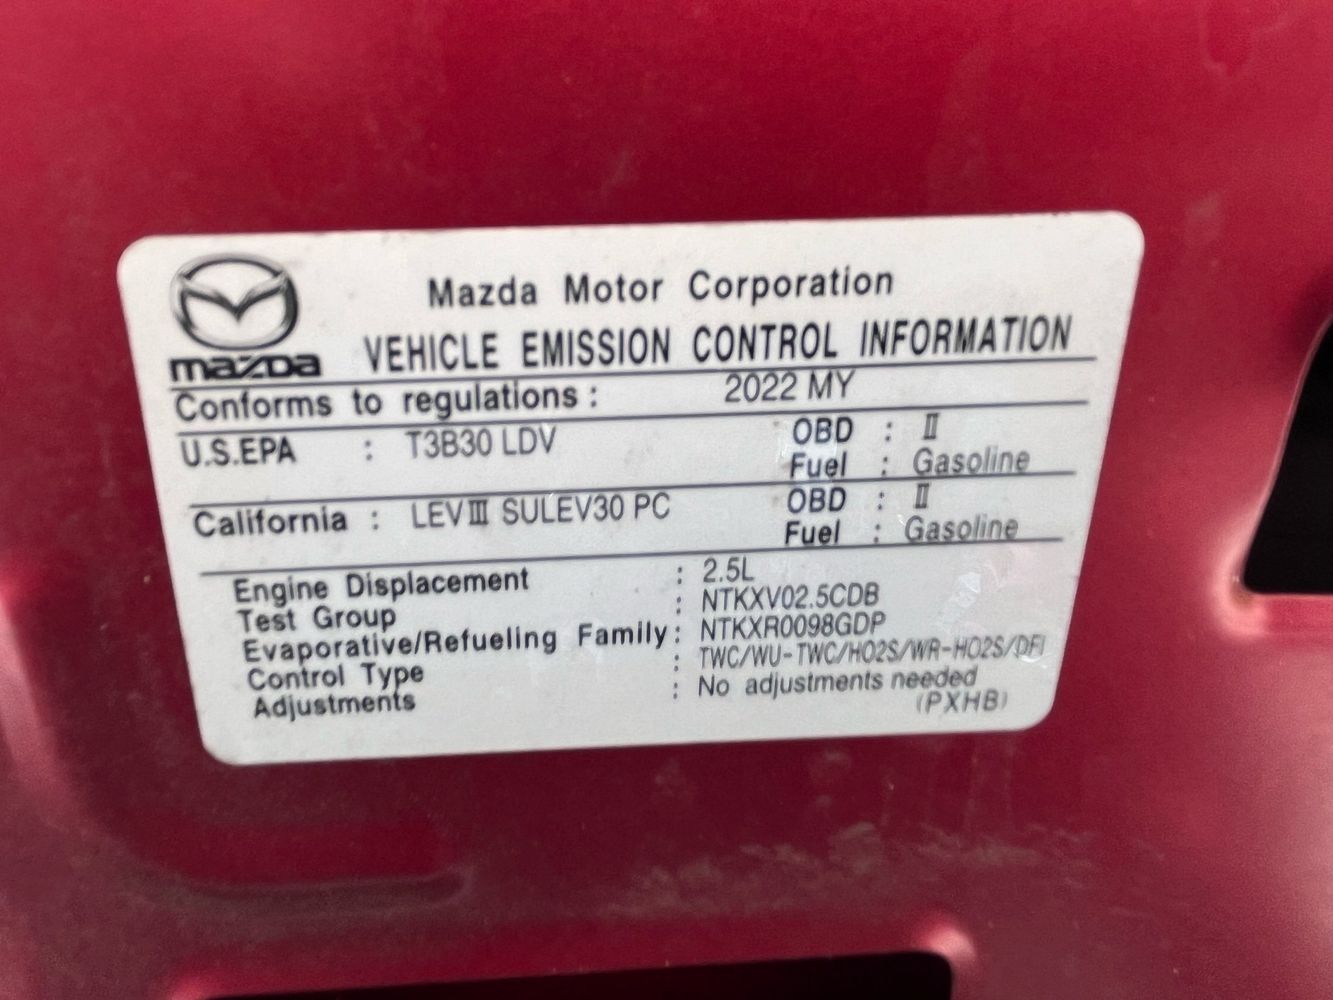 Mazda Motor Corporation
mazda VEHICLE EMISSION CONTROL INFORMATION
Conforms to regulations : 2022 MY
U.S.EPA : T3B30 LDV OBD : II
Fuel : Gasoline
California : LEVIII SULEV30 PC OBD : II
Fuel : Gasoline
Engine Displacement : 2.5L
Test Group : NTKXV02.5CDB
Evaporative/Refueling Family : NTKXR0098GDP
Control Type : TWC/WU-TWC/HO2S/WR-HO2S/DFI
Adjustments : No adjustments needed
(PXHB)